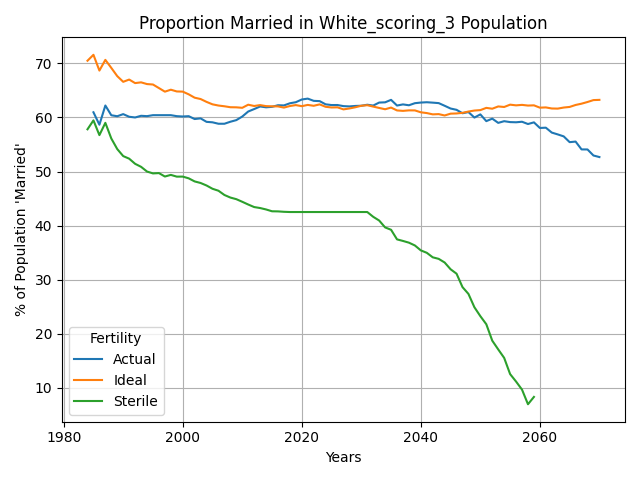 Proportion Married in White_scoring_3 Population
% of Population 'Married'
70
60
50
40
30
20
10
Fertility
Actual
Ideal
Sterile
1980 2000 2020 2040 2060
Years